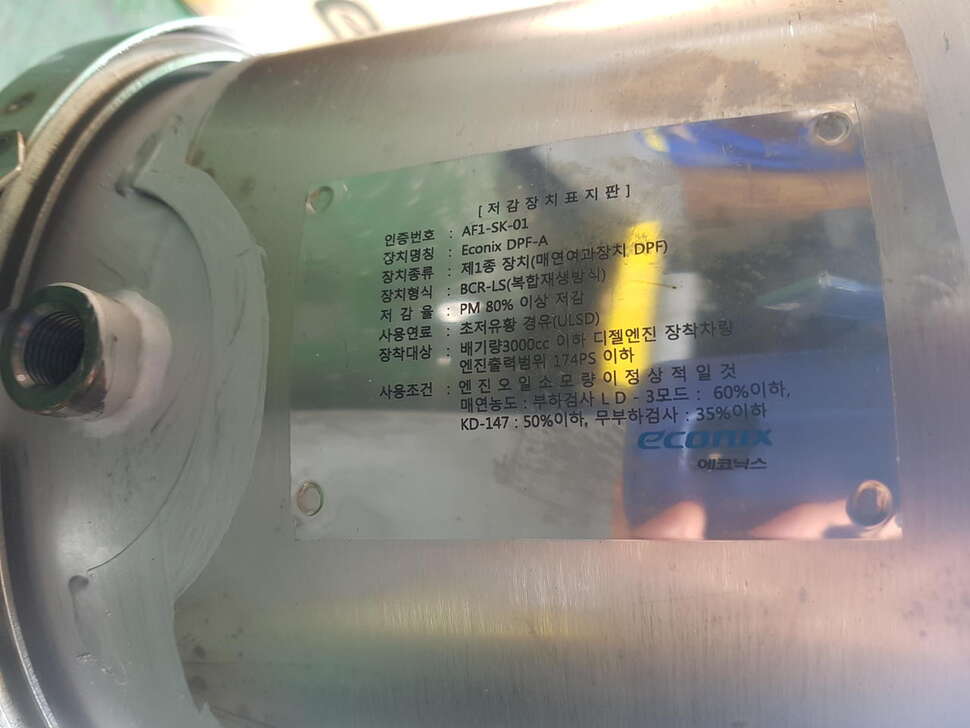 [ 저 감 장 치 표 지 판 ]
인증번호 : AF1-SK-01
장치명칭 : Econix DPF-A
장치종류 : 제1종 장치(매연여과장치 DPF)
장치형식 : BCR-LS(복합재생방식)
저 감 율 : PM 80% 이상 저감
사용연료 : 초저유황 경유(ULSD)
장착대상 : 배기량3000cc 이하 디젤엔진 장착차량
엔진출력범위 174PS 이하
사용조건 : 엔 진 오 일 소 모 량 이 정 상 적 일 것
매연농도 : 부하검사 L D - 3모드 : 60%이하,
KD-147 : 50%이하, 무부하검사 : 35%이하
econix
에코닉스